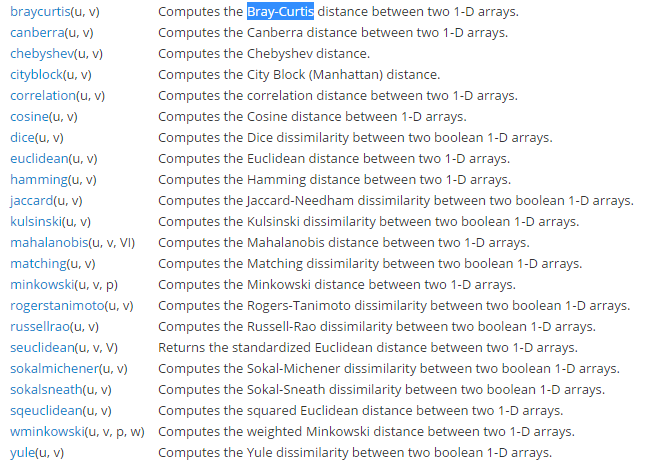 braycurtis(u, v) Computes the Bray-Curtis distance between two 1-D arrays.
canberra(u, v) Computes the Canberra distance between two 1-D arrays.
chebyshev(u, v) Computes the Chebyshev distance.
cityblock(u, v) Computes the City Block (Manhattan) distance.
correlation(u, v) Computes the correlation distance between two 1-D arrays.
cosine(u, v) Computes the Cosine distance between two 1-D arrays.
dice(u, v) Computes the Dice dissimilarity between two boolean 1-D arrays.
euclidean(u, v) Computes the Euclidean distance between two 1-D arrays.
hamming(u, v) Computes the Hamming distance between two 1-D arrays.
jaccard(u, v) Computes the Jaccard-Needham dissimilarity between two boolean 1-D arrays.
kulsinski(u, v) Computes the Kulsinski dissimilarity between two boolean 1-D arrays.
mahalanobis(u, v, VI) Computes the Mahalanobis distance between two 1-D arrays.
matching(u, v) Computes the Matching dissimilarity between two boolean 1-D arrays.
minkowski(u, v, p) Computes the Minkowski distance between two 1-D arrays.
rogerstanimoto(u, v) Computes the Rogers-Tanimoto dissimilarity between two boolean 1-D arrays.
russellrao(u, v) Computes the Russell-Rao dissimilarity between two boolean 1-D arrays.
seuclidean(u, v, V) Returns the standardized Euclidean distance between two 1-D arrays.
sokalmichener(u, v) Computes the Sokal-Michener dissimilarity between two boolean 1-D arrays.
sokalsneath(u, v) Computes the Sokal-Sneath dissimilarity between two boolean 1-D arrays.
sqeuclidean(u, v) Computes the squared Euclidean distance between two 1-D arrays.
wminkowski(u, v, p, w) Computes the weighted Minkowski distance between two 1-D arrays.
yule(u, v) Computes the Yule dissimilarity between two boolean 1-D arrays.